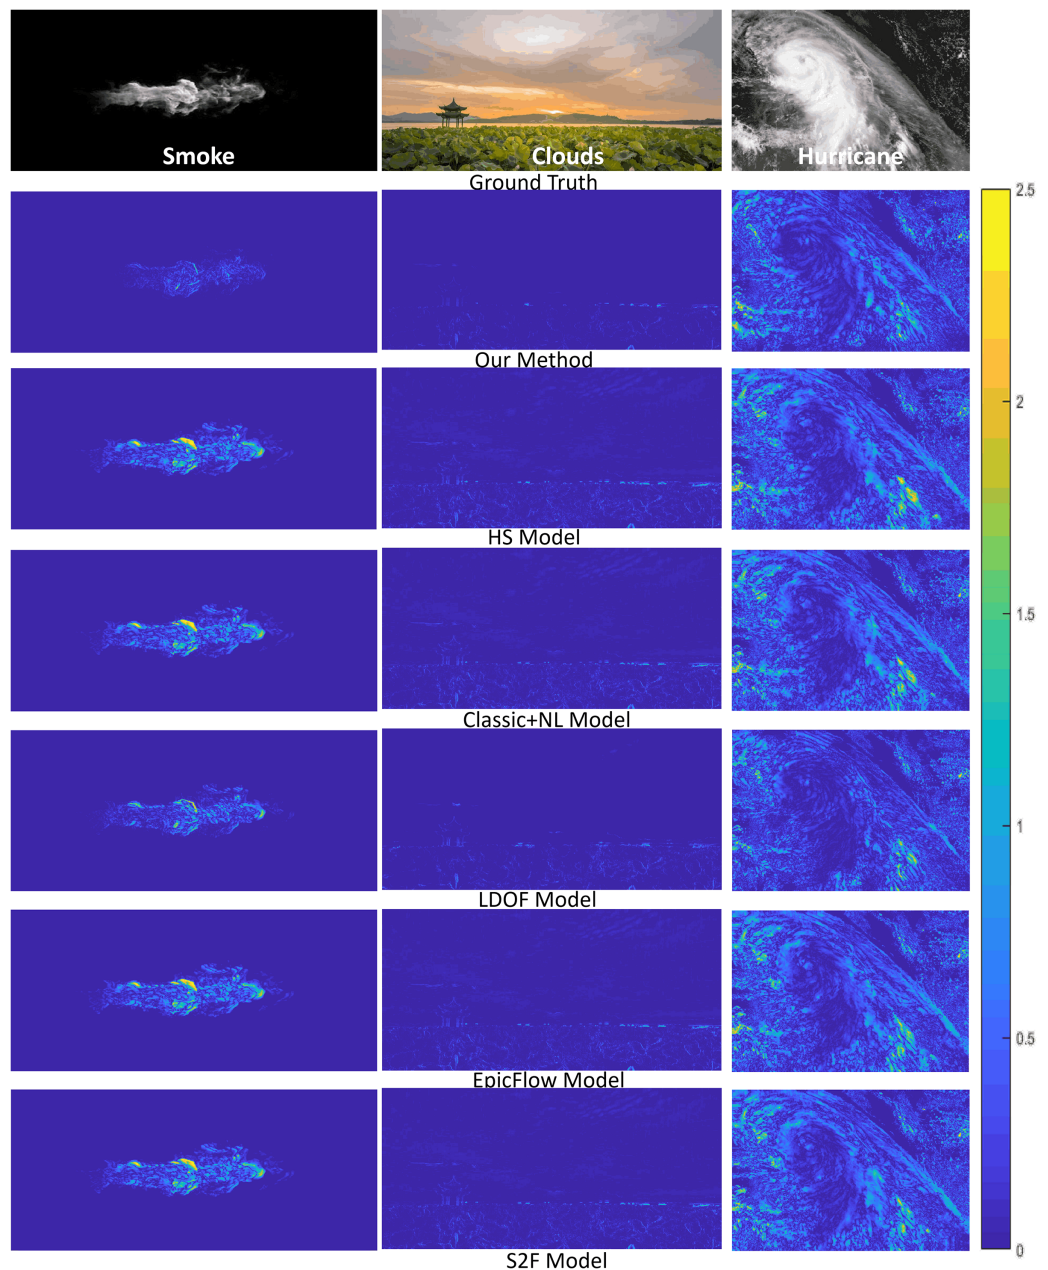 Smoke
Clouds
Hurricane
Ground Truth
2.5
Our Method
2
HS Model
1.5
Classic+NL Model
1
LDOF Model
0.5
EpicFlow Model
0
S2F Model